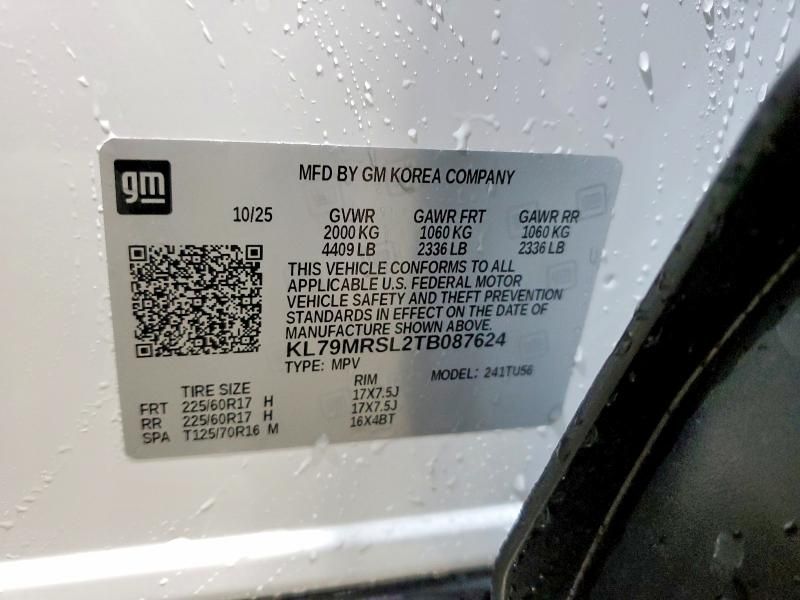 gm
MFD BY GM KOREA COMPANY
10/25 GVWR GAWR FRT GAWR RR
2000 KG 1060 KG 1060 KG
4409 LB 2336 LB 2336 LB
THIS VEHICLE CONFORMS TO ALL
APPLICABLE U.S. FEDERAL MOTOR
VEHICLE SAFETY AND THEFT PREVENTION
STANDARDS IN EFFECT ON THE DATE OF
MANUFACTURE SHOWN ABOVE.
KL79MRSL2TB087624
TYPE: MPV MODEL: 241TU56
TIRE SIZE RIM
FRT 225/60R17 H 17X7.5J
RR 225/60R17 H 17X7.5J
SPA T125/70R16 M 16X4BT